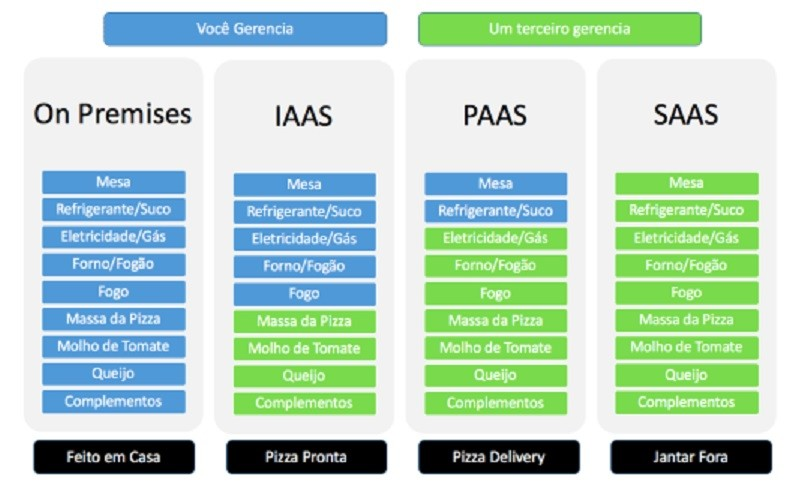 Você Gerencia
Um terceiro gerencia
On Premises
Mesa
Refrigerante/Suco
Eletricidade/Gás
Forno/Fogão
Fogo
Massa da Pizza
Molho de Tomate
Queijo
Complementos
Feito em Casa
IAAS
Mesa
Refrigerante/Suco
Eletricidade/Gás
Forno/Fogão
Fogo
Massa da Pizza
Molho de Tomate
Queijo
Complementos
Pizza Pronta
PAAS
Mesa
Refrigerante/Suco
Eletricidade/Gás
Forno/Fogão
Fogo
Massa da Pizza
Molho de Tomate
Queijo
Complementos
Pizza Delivery
SAAS
Mesa
Refrigerante/Suco
Eletricidade/Gás
Forno/Fogão
Fogo
Massa da Pizza
Molho de Tomate
Queijo
Complementos
Jantar Fora